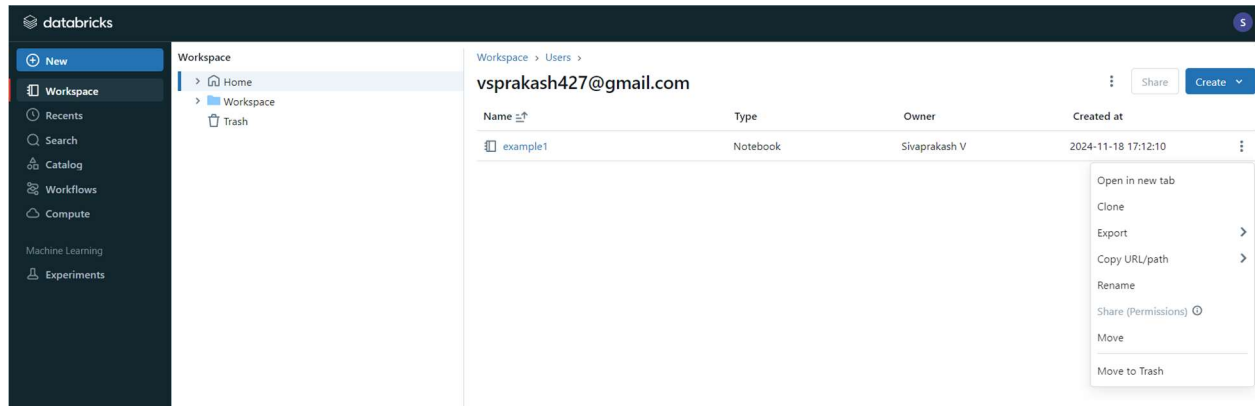 databricks
S
New
Workspace
Recents
Search
Catalog
Workflows
Compute
Machine Learning
Experiments
Workspace
Home
Workspace
Trash
Workspace > Users >
vsprakash427@gmail.com
Share
Create
Name Type Owner Created at
example1 Notebook Sivaprakash V 2024-11-18 17:12:10
Open in new tab
Clone
Export
Copy URL/path
Rename
Share (Permissions)
Move
Move to Trash